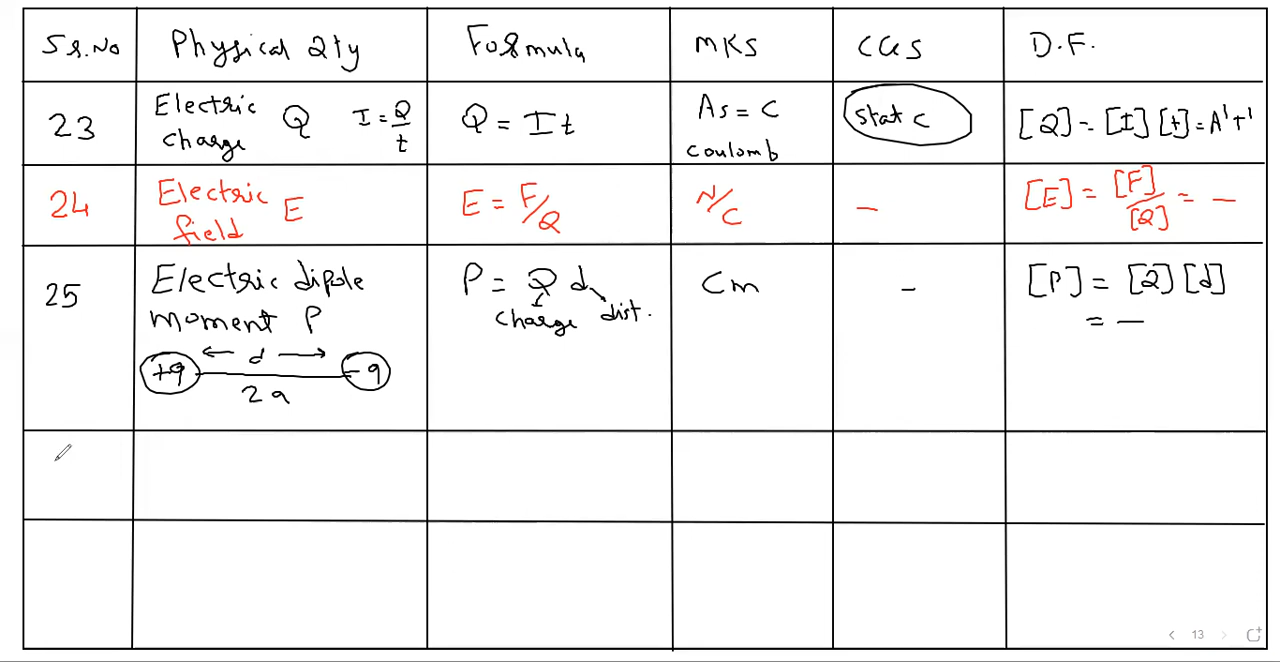 Sr.No Physical Qty Formula MKS CGS D.F.
23 Electric charge Q I = Q/t Q = It As = C coulomb stat C [Q] = [I] [t] = A¹T¹
24 Electric field E E = F/Q N/C - [E] = [F]/[Q] = -
25 Electric dipole moment P P = Q d Cm - [P] = [Q] [d]
charge dist. = -
← d →
+q -q
2a
13